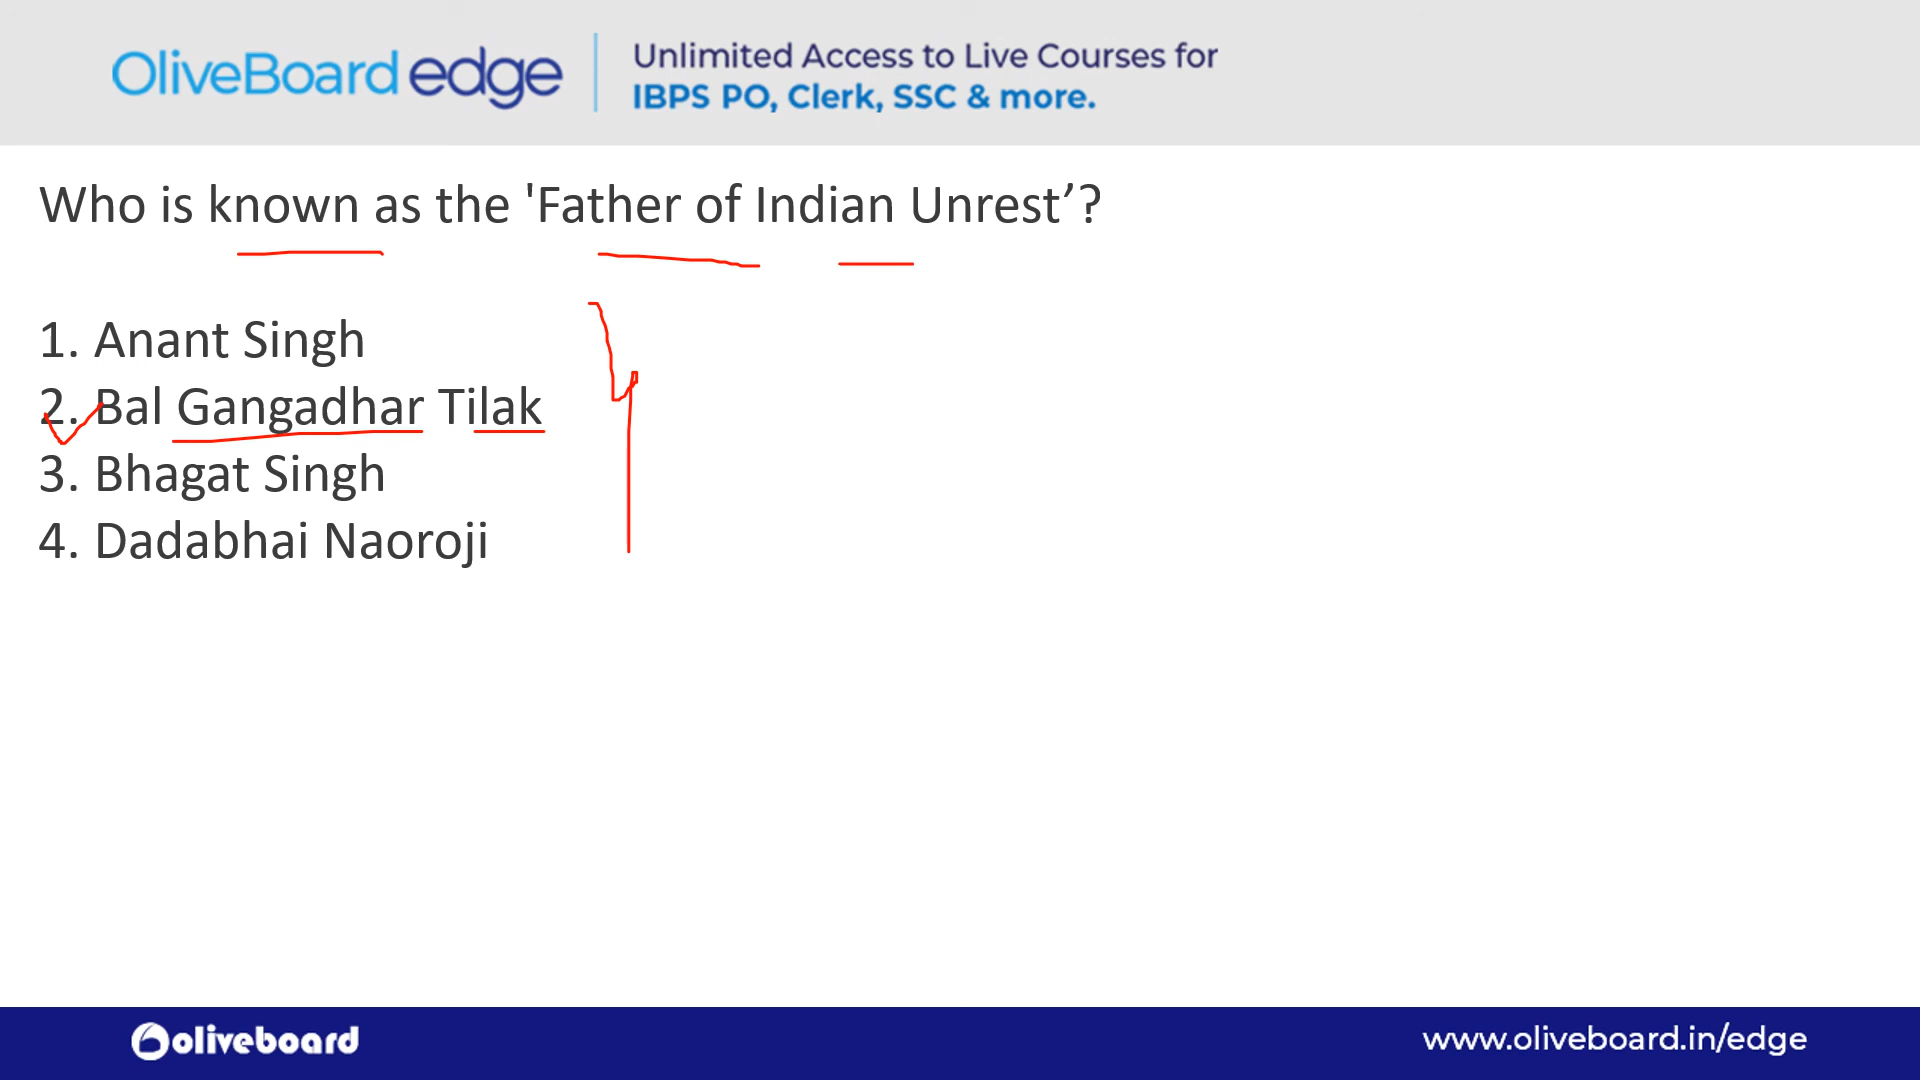 OliveBoard edge
Unlimited Access to Live Courses for
IBPS PO, Clerk, SSC & more.
Who is known as the 'Father of Indian Unrest’?
1. Anant Singh
2. Bal Gangadhar Tilak
3. Bhagat Singh
4. Dadabhai Naoroji
oliveboard
www.oliveboard.in/edge